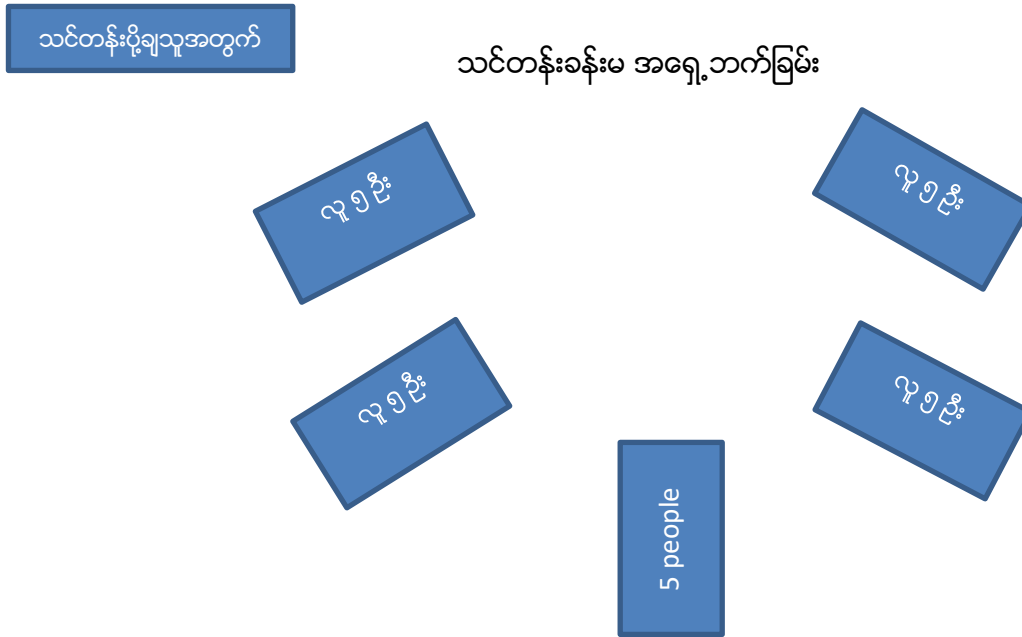 သင်တန်းပို့ချသူအတွက်
သင်တန်းခန်းမ အရှေ့ဘက်ခြမ်း
လူ ၅ ဦး
လူ ၅ ဦး
လူ ၅ ဦး
လူ ၅ ဦး
5 people